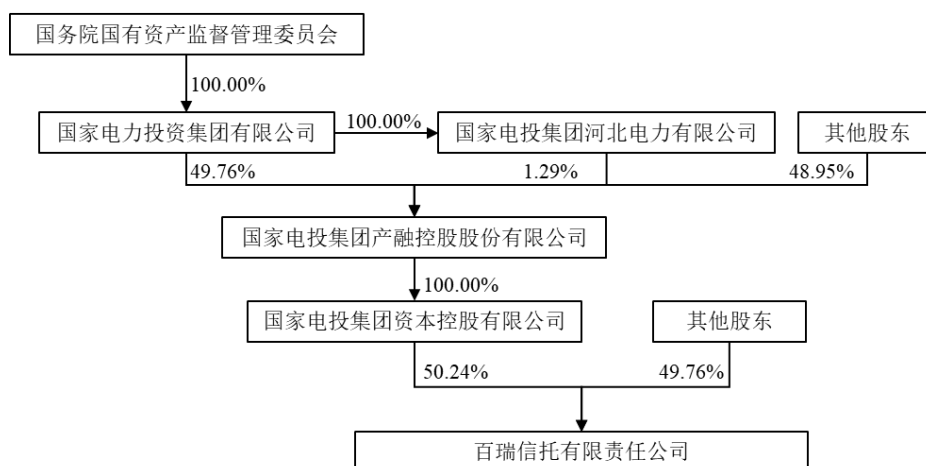 国务院国有资产监督管理委员会
100.00%
国家电力投资集团有限公司
100.00%
国家电投集团河北电力有限公司
其他股东
49.76%
1.29%
48.95%
国家电投集团产融控股股份有限公司
100.00%
国家电投集团资本控股有限公司
其他股东
50.24%
49.76%
百瑞信托有限责任公司